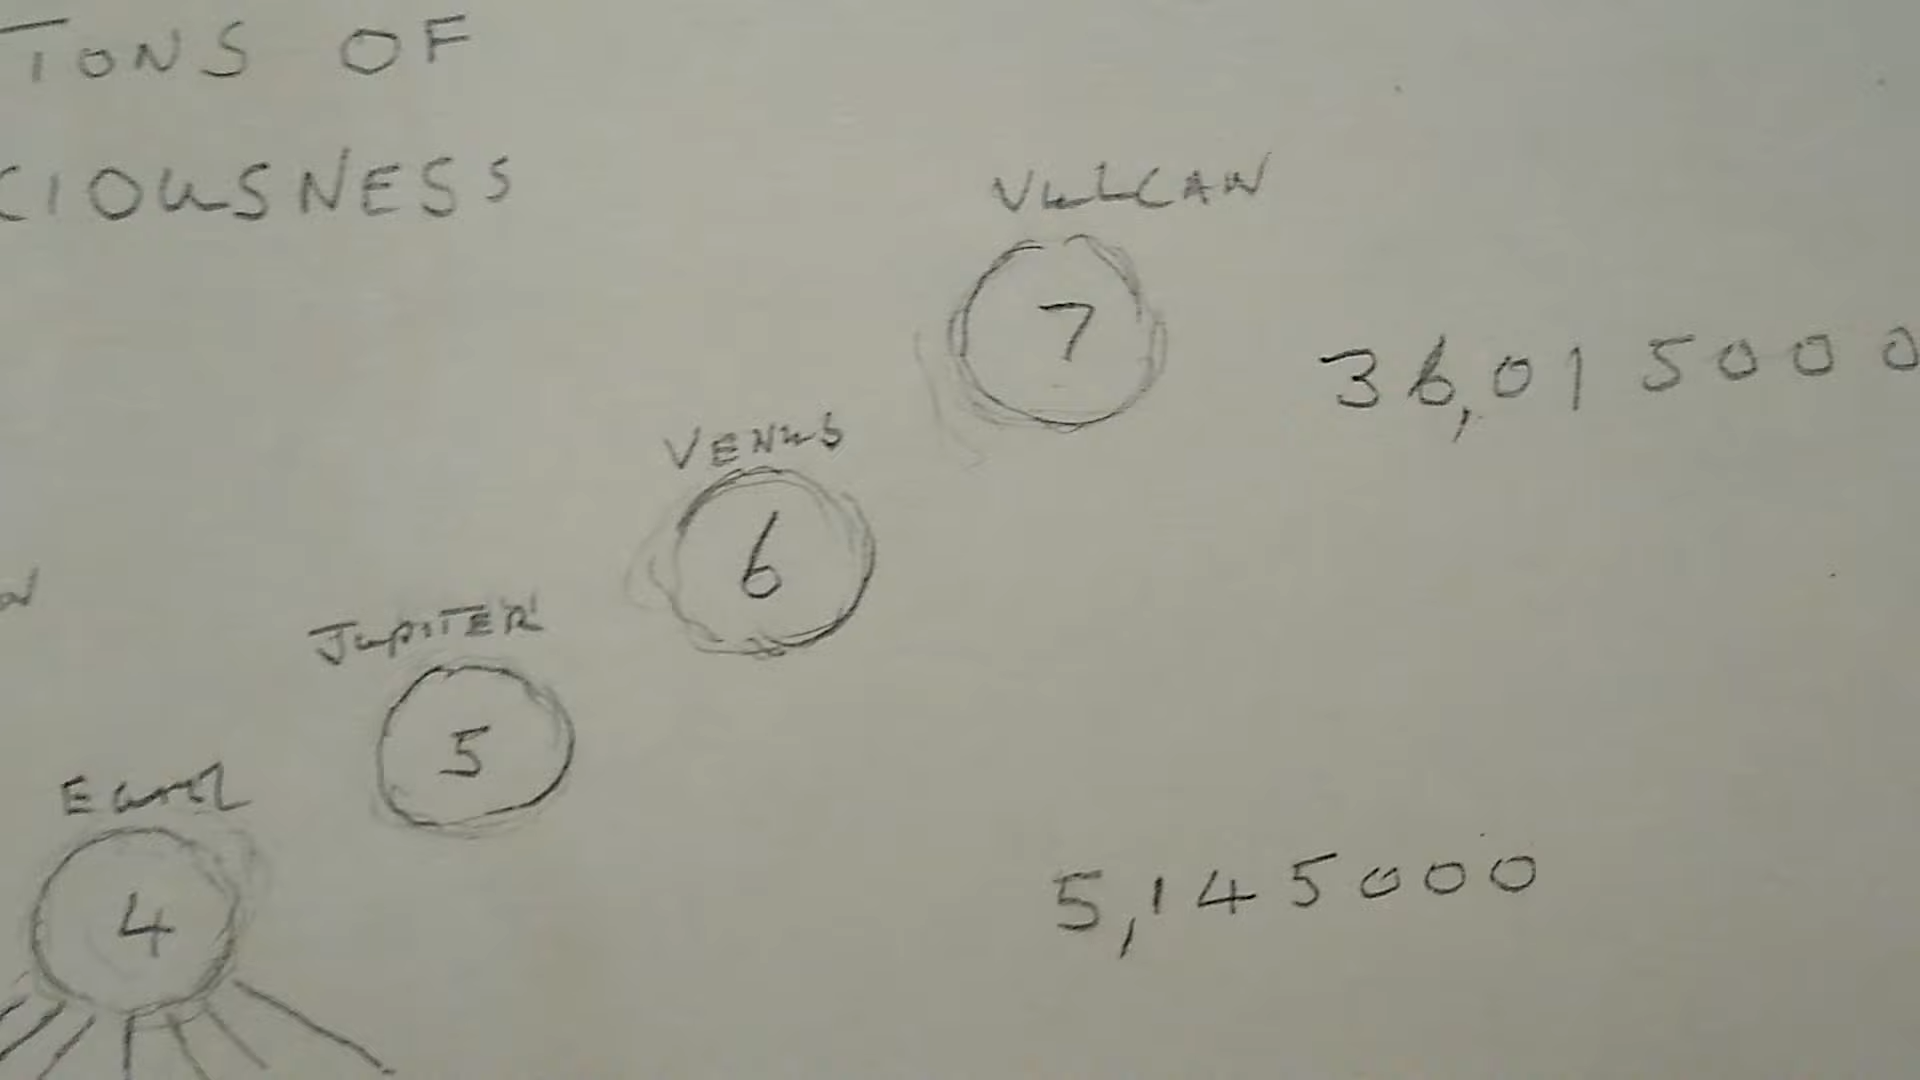 TIONS OF
CIOUSNESS
VULCAN
7
36,015000
VENUS
6
JUPITER
5
EARTH
4
5,145000